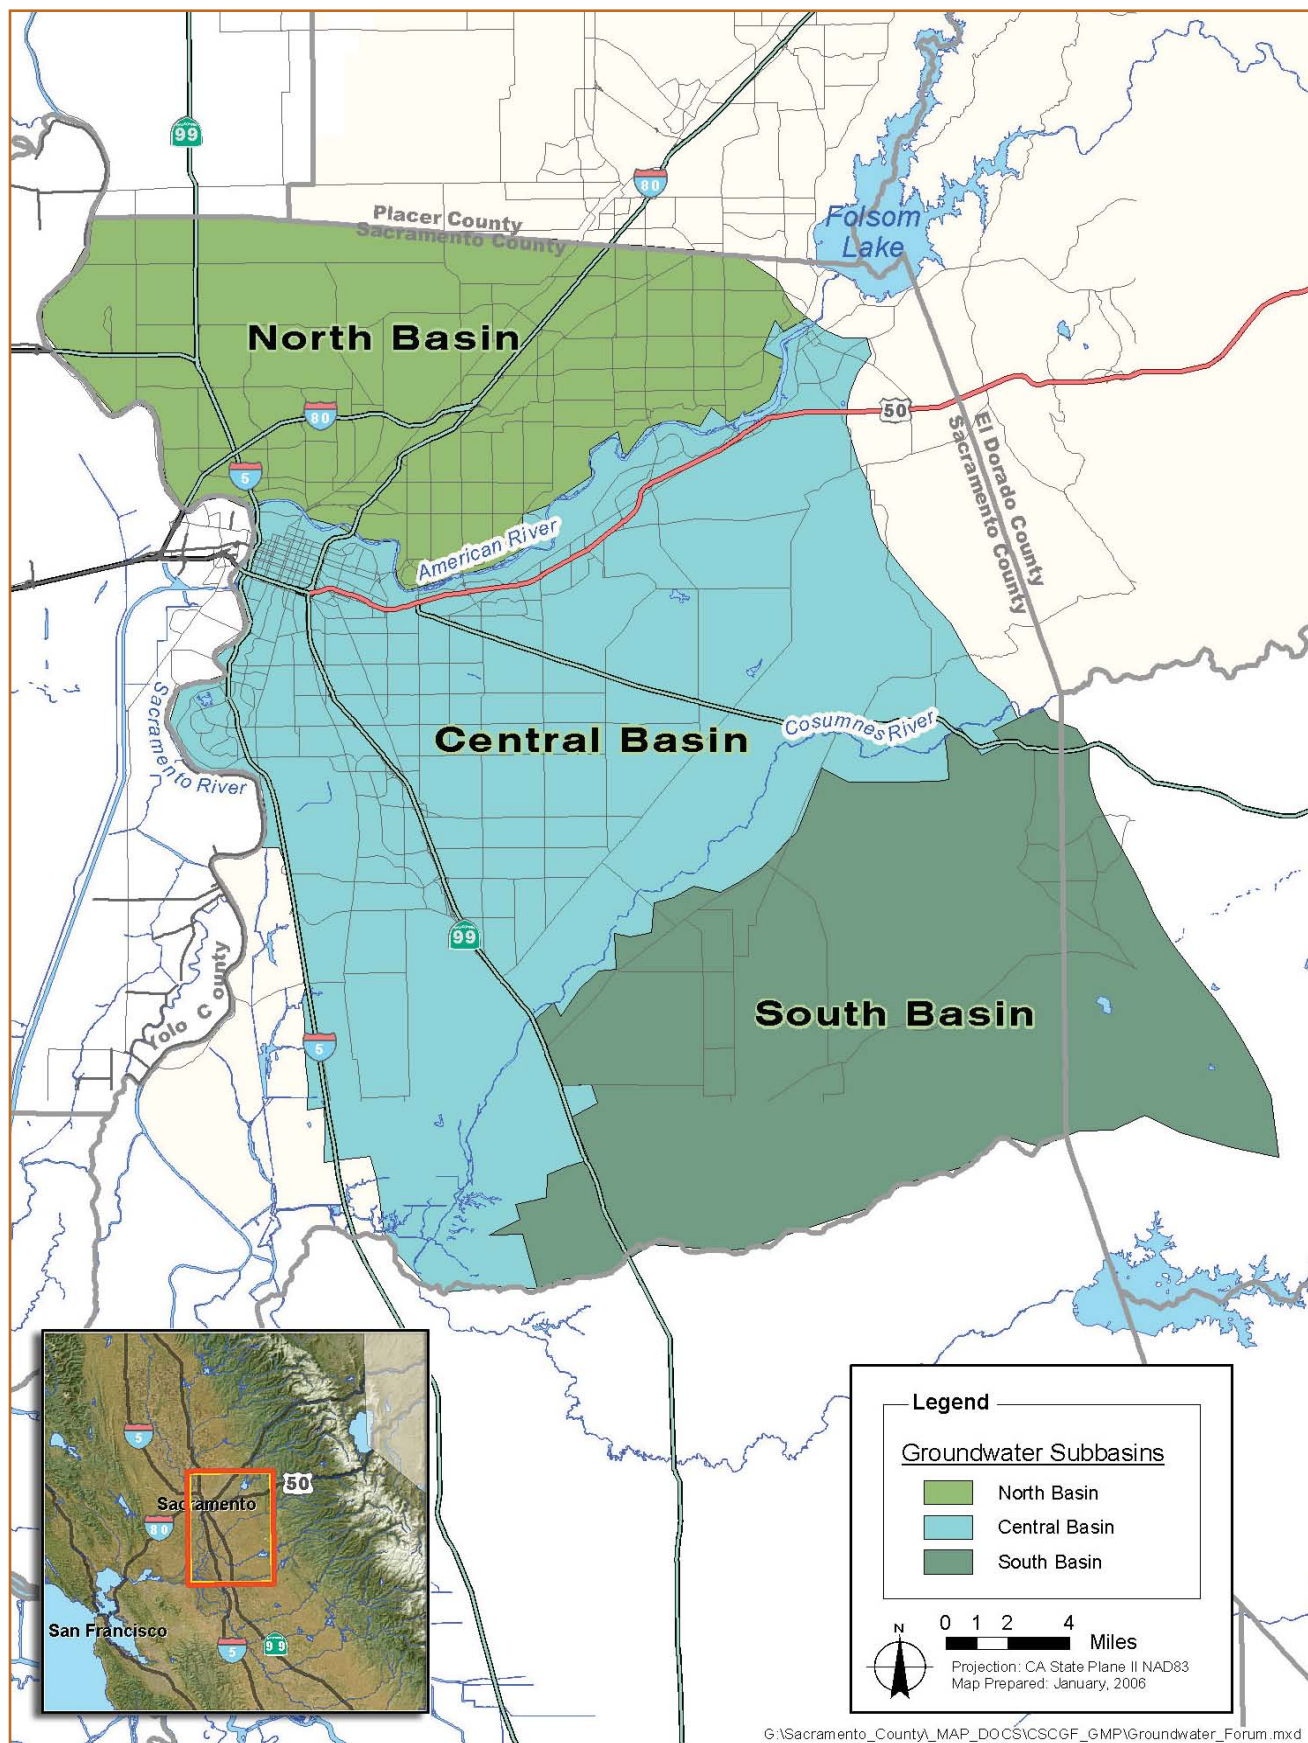 99
80
Folsom
Lake
Placer County
Sacramento County
North Basin
80
50
5
El Dorado County
Sacramento County
American River
Sacramento River
Cosumnes River
Central Basin
99
Yolo County
South Basin
5
5
50
Sacramento
80
San Francisco
5
99
Legend
Groundwater Subbasins
North Basin
Central Basin
South Basin
N
0 1 2 4
Miles
Projection: CA State Plane II NAD83
Map Prepared: January, 2006
G:\Sacramento_County\_MAP_DOCS\CSCGF_GMP\Groundwater_Forum.mxd